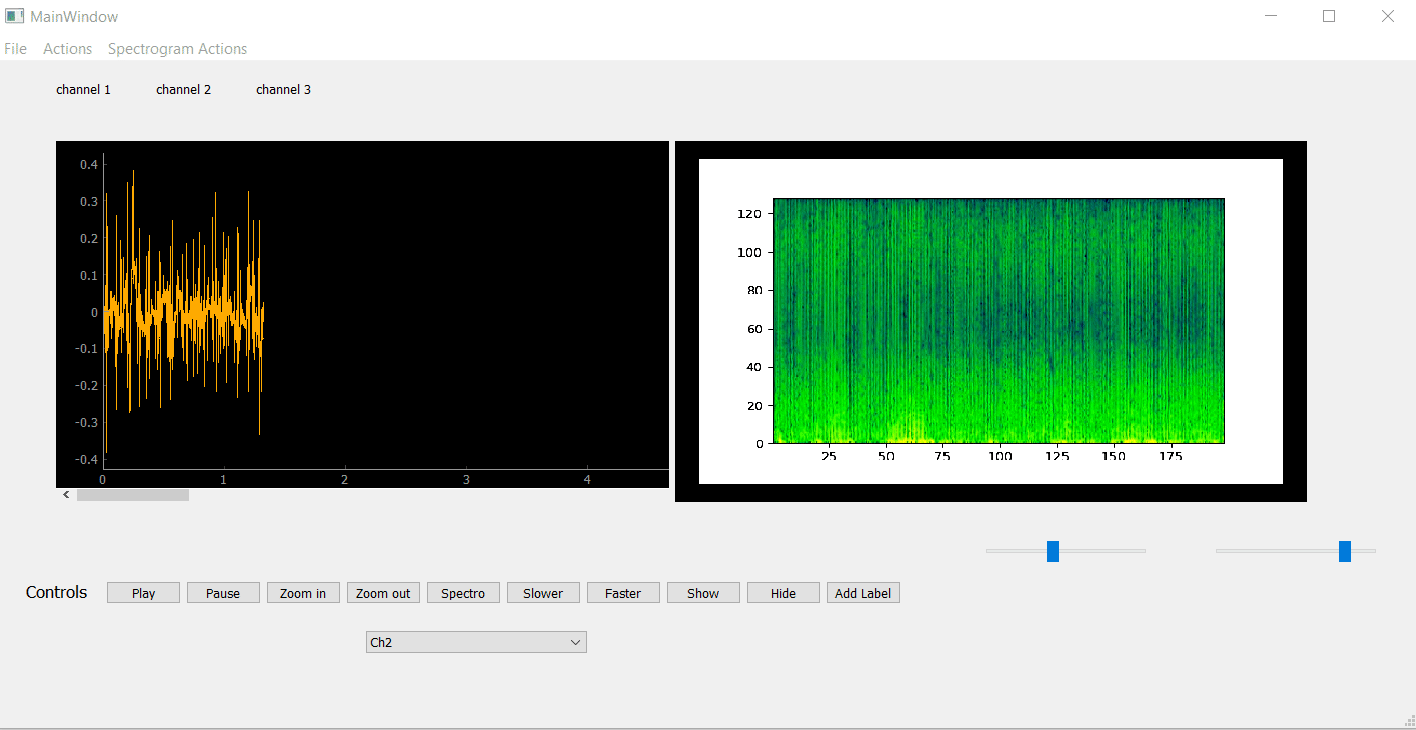 MainWindow
File Actions Spectrogram Actions
channel 1 channel 2 channel 3
0.4
0.3
0.2
0.1
0
-0.1
-0.2
-0.3
-0.4
0 1 2 3 4
120
100
80
60
40
20
0
25 50 75 100 125 150 175
Controls Play Pause Zoom in Zoom out Spectro Slower Faster Show Hide Add Label
Ch2